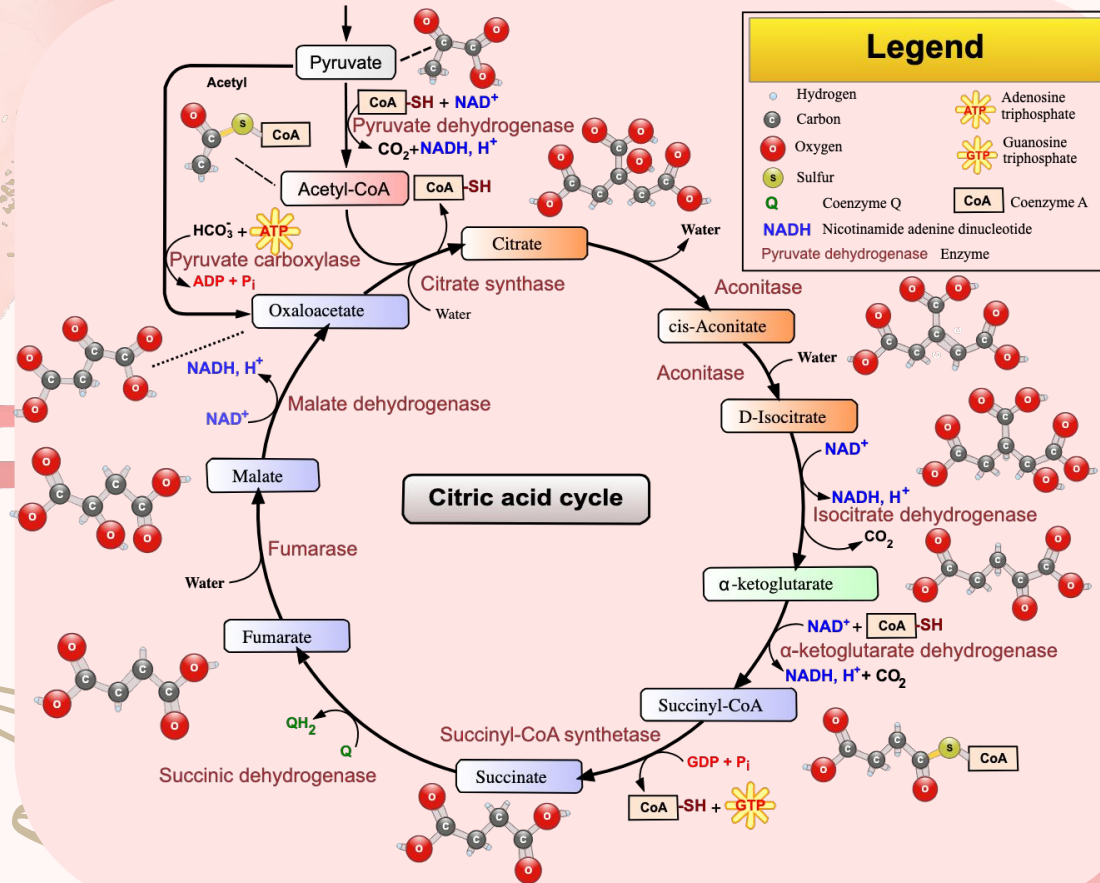 Pyruvate
Acetyl
CoA-SH + NAD⁺
Pyruvate dehydrogenase
CO₂+NADH, H⁺
S CoA
Acetyl-CoA
CoA-SH
HCO₃⁻ + ATP
Pyruvate carboxylase
ADP + Pᵢ
Citrate
Water
Citrate synthase
Water
Oxaloacetate
Aconitase
cis-Aconitate
Water
Aconitase
D-Isocitrate
NAD⁺
NADH, H⁺
Isocitrate dehydrogenase
CO₂
α-ketoglutarate
NAD⁺+ CoA-SH
α-ketoglutarate dehydrogenase
NADH, H⁺+ CO₂
Succinyl-CoA
S CoA
Succinyl-CoA synthetase
GDP + Pᵢ
CoA-SH + GTP
Succinate
QH₂
Q
Succinic dehydrogenase
Fumarate
Water
Fumarase
Malate
NADH, H⁺
NAD⁺
Malate dehydrogenase
Citric acid cycle
Legend
Hydrogen
C Carbon
O Oxygen
S Sulfur
Q Coenzyme Q
NADH Nicotinamide adenine dinucleotide
Pyruvate dehydrogenase Enzyme
ATP Adenosine
triphosphate
GTP Guanosine
triphosphate
CoA Coenzyme A